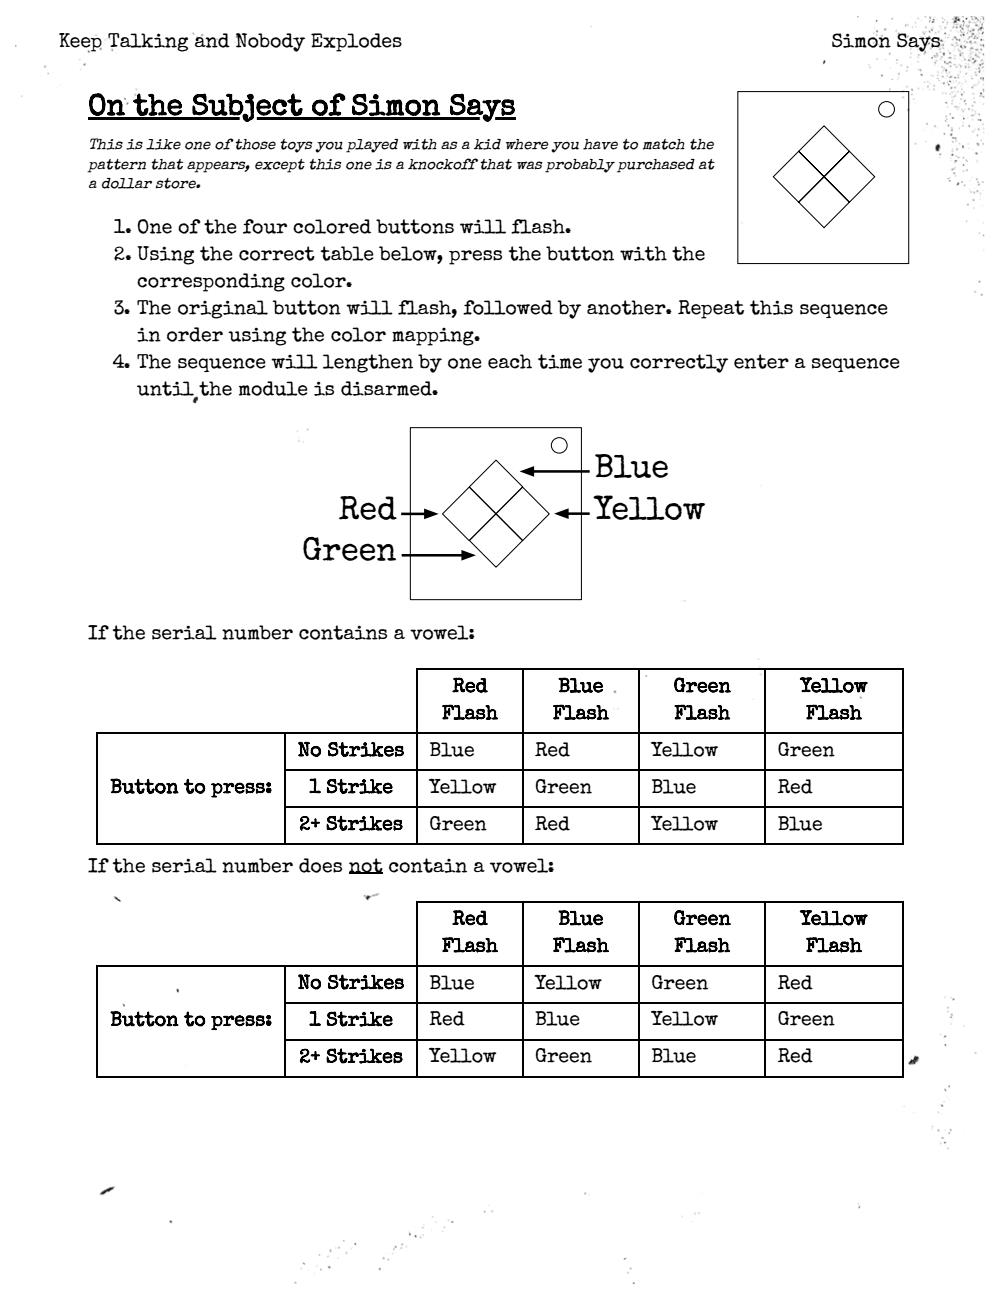 Keep Talking and Nobody Explodes
Simon Says
On the Subject of Simon Says
This is like one of those toys you played with as a kid where you have to match the
pattern that appears, except this one is a knockoff that was probably purchased at
a dollar store.
1. One of the four colored buttons will flash.
2. Using the correct table below, press the button with the
corresponding color.
3. The original button will flash, followed by another. Repeat this sequence
in order using the color mapping.
4. The sequence will lengthen by one each time you correctly enter a sequence
until the module is disarmed.
Blue
Red
Yellow
Green
If the serial number contains a vowel:
Red Flash Blue Flash Green Flash Yellow Flash
Button to press:
No Strikes Blue Red Yellow Green
1 Strike Yellow Green Blue Red
2+ Strikes Green Red Yellow Blue
If the serial number does not contain a vowel:
Red Flash Blue Flash Green Flash Yellow Flash
Button to press:
No Strikes Blue Yellow Green Red
1 Strike Red Blue Yellow Green
2+ Strikes Yellow Green Blue Red